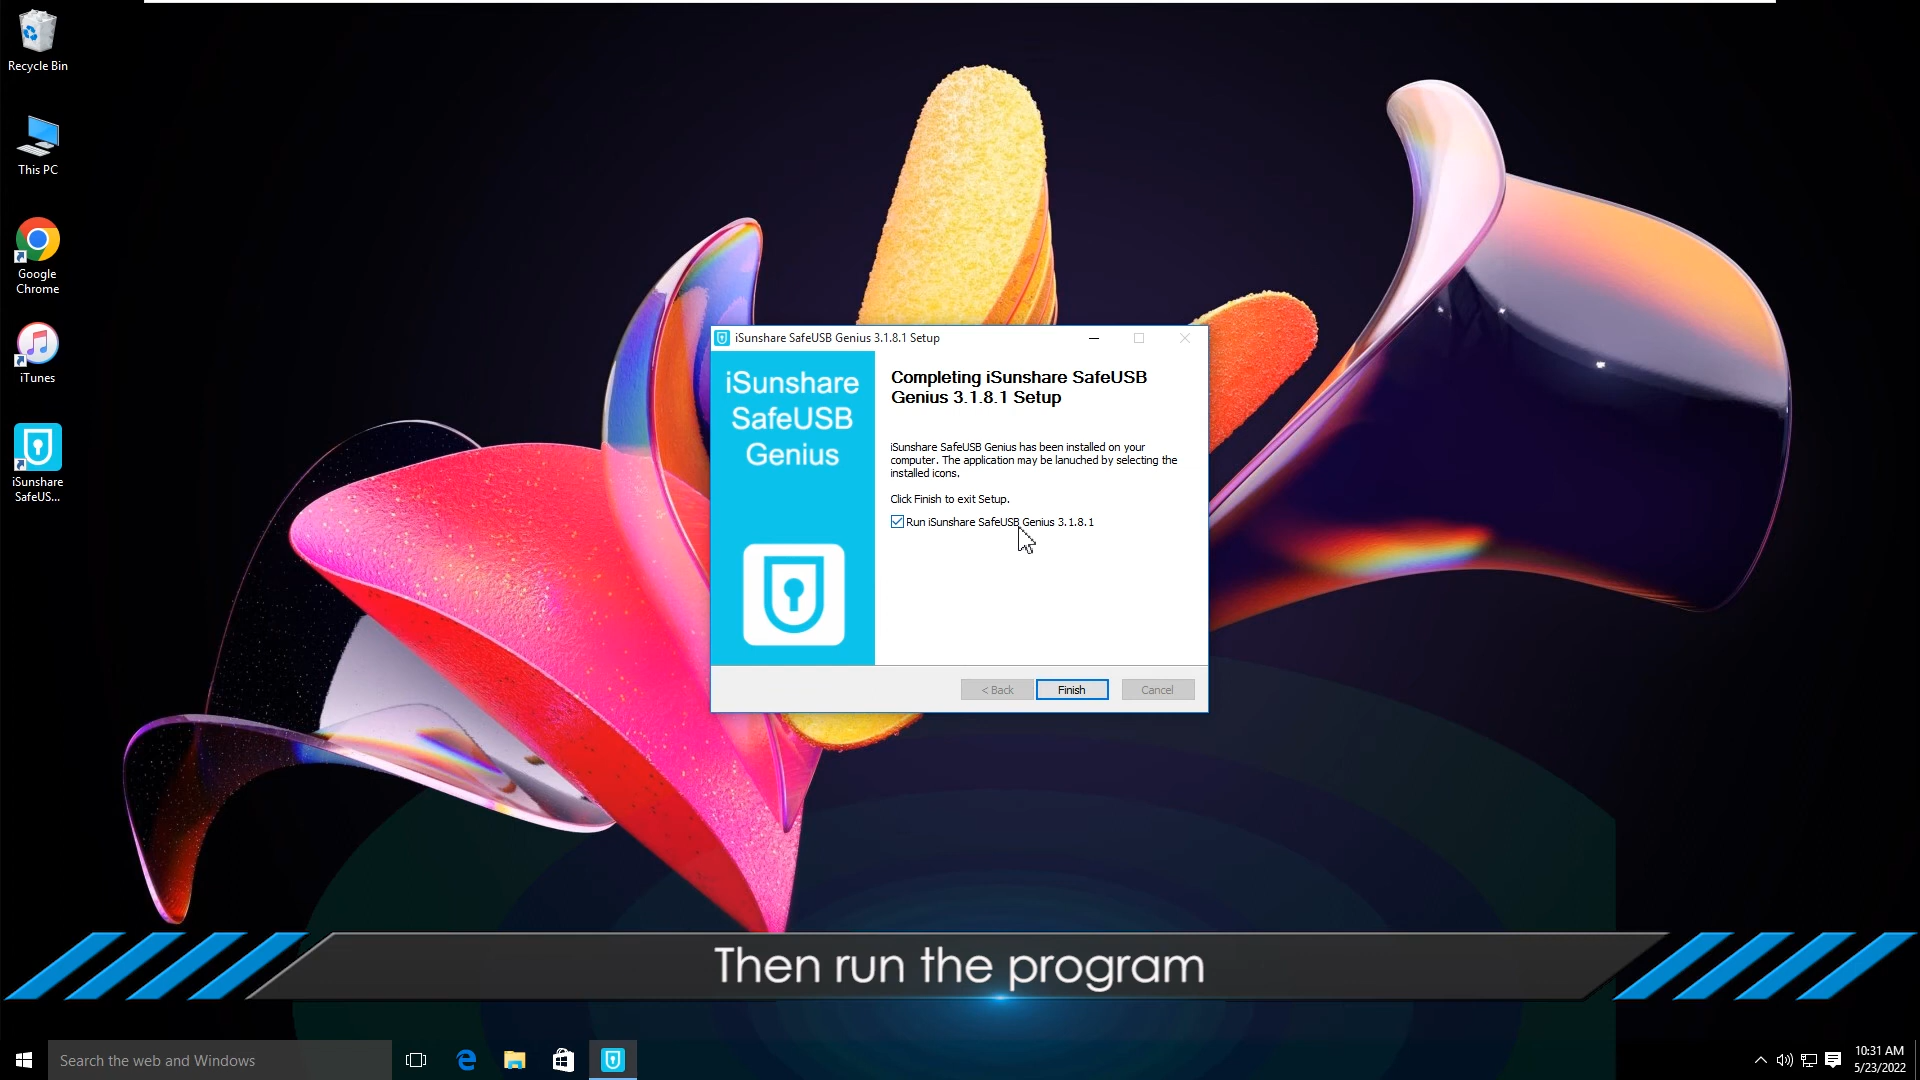 Recycle Bin
This PC
Google
Chrome
iTunes
iSunshare
SafeUS...
iSunshare SafeUSB Genius 3.1.8.1 Setup
iSunshare
SafeUSB
Genius
Completing iSunshare SafeUSB
Genius 3.1.8.1 Setup
iSunshare SafeUSB Genius has been installed on your
computer. The application may be lanuched by selecting the
installed icons.
Click Finish to exit Setup.
Run iSunshare SafeUSB Genius 3.1.8.1
< Back
Finish
Cancel
Then run the program
Search the web and Windows
10:31 AM
5/23/2022